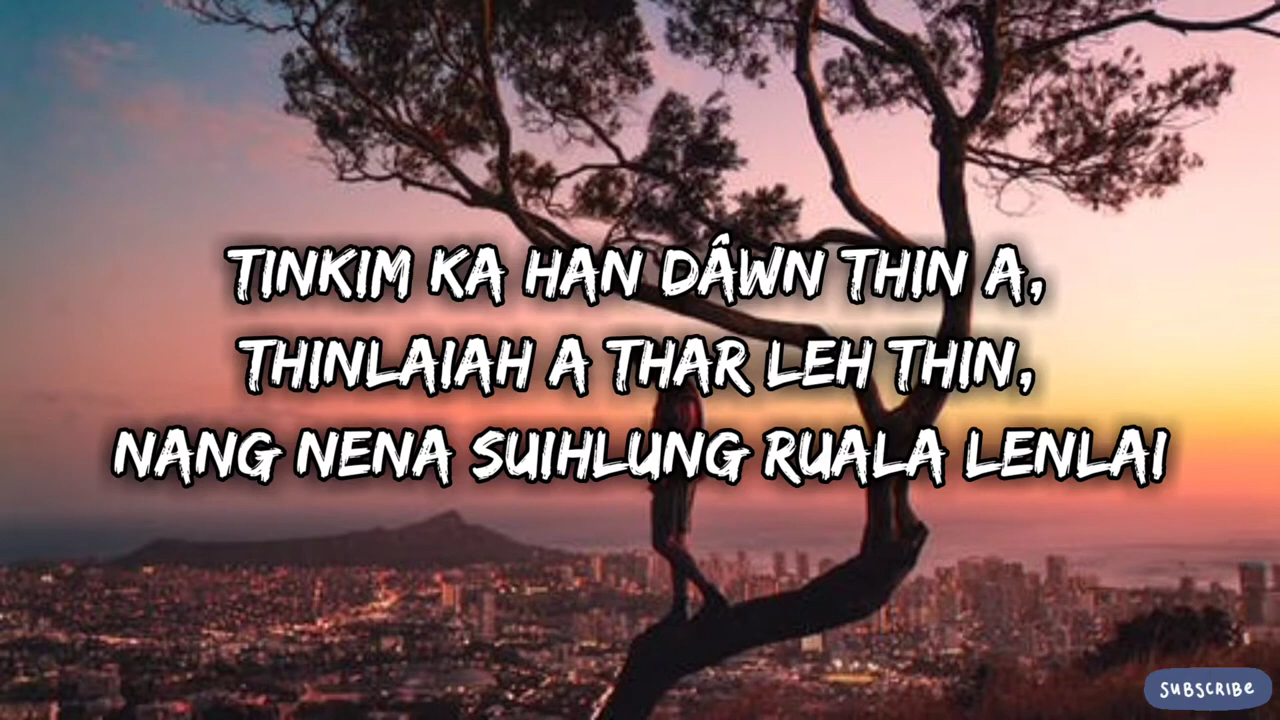 TINKIM KA HAN DÂWN THIN A,
THINLAIAH A THAR LEH THIN,
NANG NENA SUIHLUNG RUALA LENLAI
SUBSCRIBE